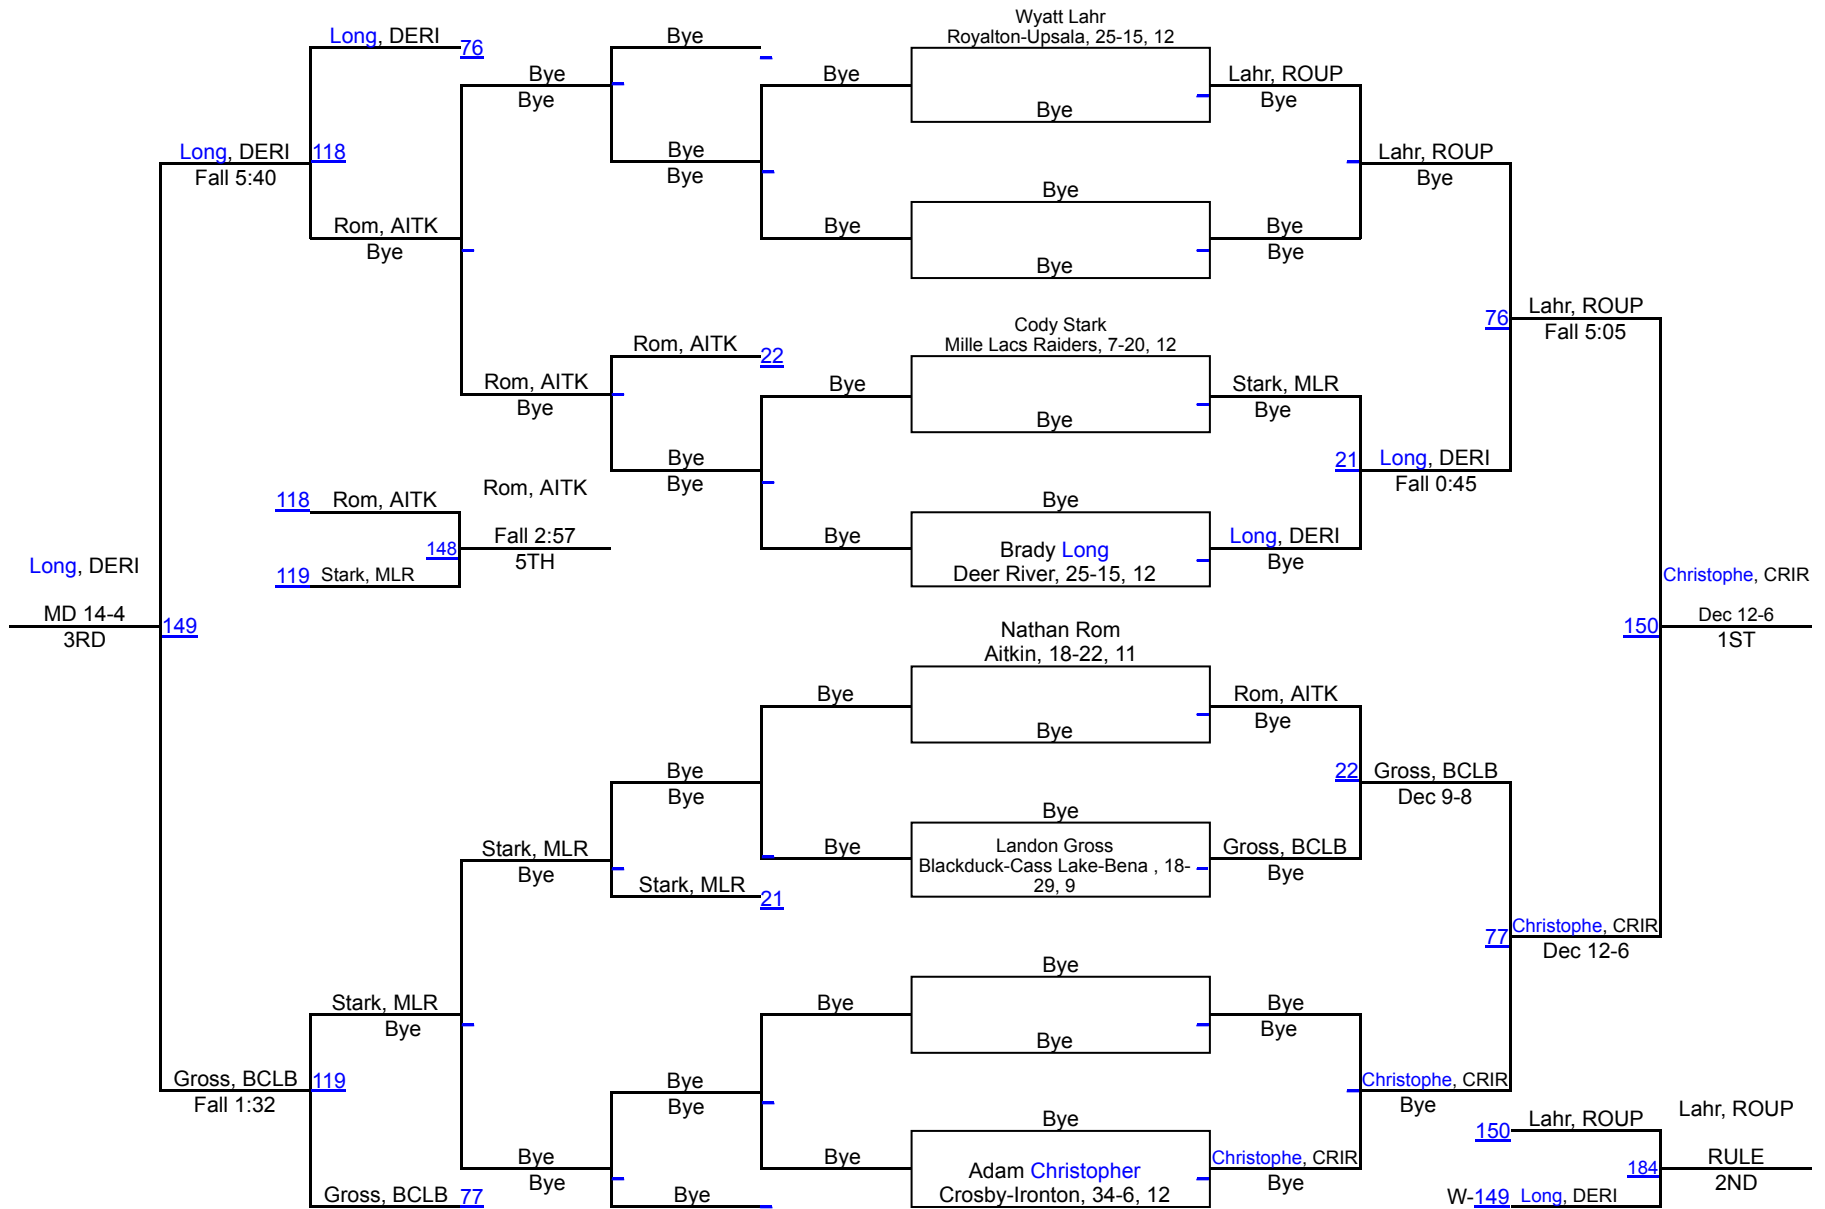 Wyatt Lahr
Long, DERI
76
Bye
Royalton-Upsala, 25-15, 12
Bye
Bye
Bye
Bye
Lahr, ROUP
Bye
Long, DERI
118
Fall 5:40
Bye
Bye
Lahr, ROUP
Bye
Bye
Rom, AITK
Bye
Bye
Bye
Bye
Bye
Lahr, ROUP
76
Fall 5:05
Cody Stark
Mille Lacs Raiders, 7-20, 12
Rom, AITK
22
Rom, AITK
Bye
Bye
Bye
Stark, MLR
Bye
Bye
Bye
21
Long, DERI
Fall 0:45
118
Rom, AITK
Rom, AITK
148
Fall 2:57
5TH
119
Stark, MLR
Bye
Bye
Brady Long
Deer River, 25-15, 12
Long, DERI
Bye
Long, DERI
MD 14-4
3RD
149
Christophe, CRIR
150
Dec 12-6
1ST
Nathan Rom
Aitkin, 18-22, 11
Bye
Bye
Rom, AITK
Bye
Bye
Bye
22
Gross, BCLB
Dec 9-8
Stark, MLR
Bye
Bye
Bye
Landon Gross
Blackduck-Cass Lake-Bena , 18-
29, 9
Gross, BCLB
Bye
Stark, MLR
21
77
Christophe, CRIR
Dec 12-6
Stark, MLR
Bye
Bye
Bye
Bye
Bye
Bye
Gross, BCLB
119
Fall 1:32
Bye
Bye
Christophe, CRIR
Bye
Bye
Bye
Bye
Bye
Adam Christopher
Crosby-Ironton, 34-6, 12
Christophe, CRIR
Bye
Gross, BCLB
77
Bye
150
Lahr, ROUP
Lahr, ROUP
184
RULE
2ND
W-149
Long, DERI